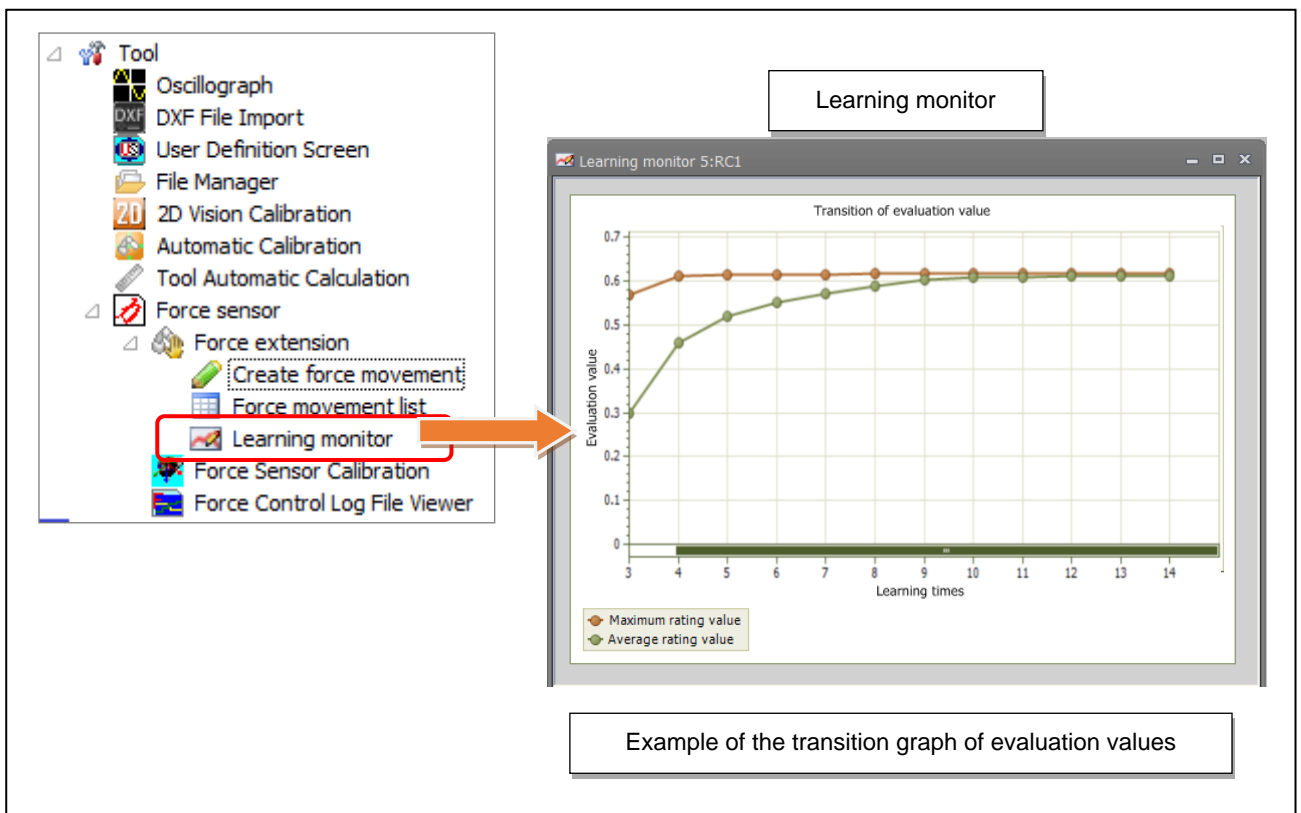 Tool
Oscillograph
DXF
DXF File Import
User Definition Screen
File Manager
2D
2D Vision Calibration
Automatic Calibration
Tool Automatic Calculation
Force sensor
Force extension
Create force movement
Force movement list
Learning monitor
Force Sensor Calibration
Force Control Log File Viewer
Learning monitor
Learning monitor 5:RC1
Transition of evaluation value
Evaluation value
0.7
0.6
0.5
0.4
0.3
0.2
0.1
0
3 4 5 6 7 8 9 10 11 12 13 14
Learning times
Maximum rating value
Average rating value
Example of the transition graph of evaluation values